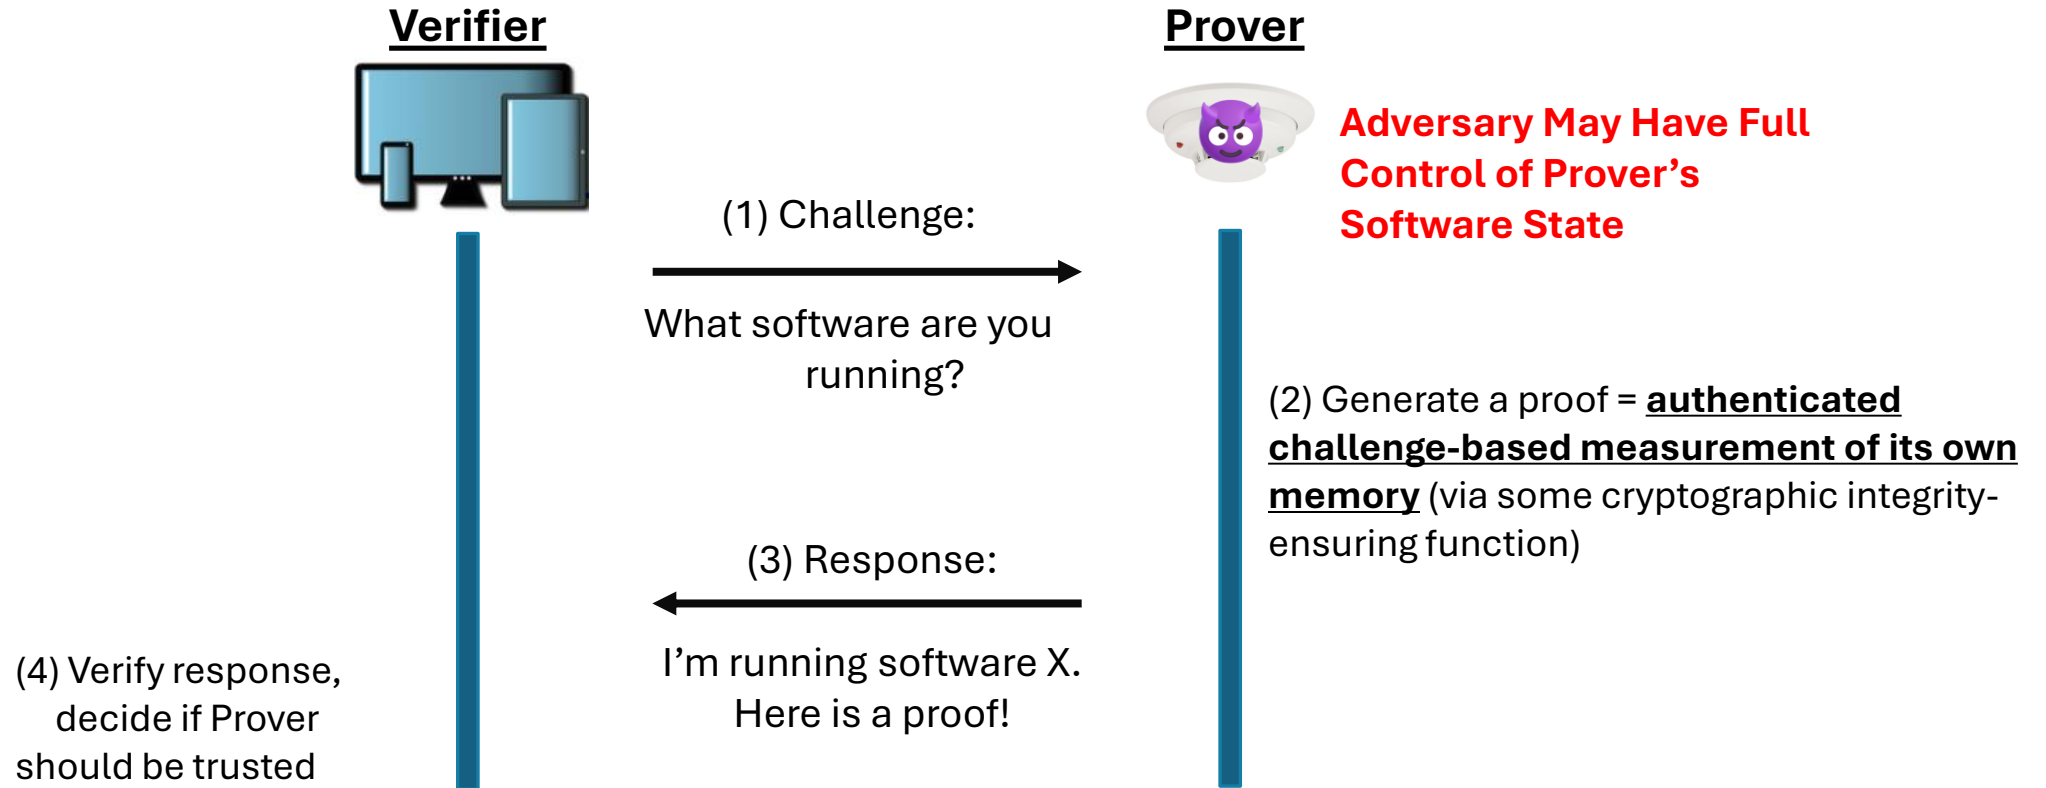 Verifier
Prover
Adversary May Have Full
Control of Prover’s
Software State
(1) Challenge:
What software are you
running?
(2) Generate a proof = authenticated
challenge-based measurement of its own
memory (via some cryptographic integrity-
ensuring function)
(3) Response:
I’m running software X.
Here is a proof!
(4) Verify response,
decide if Prover
should be trusted